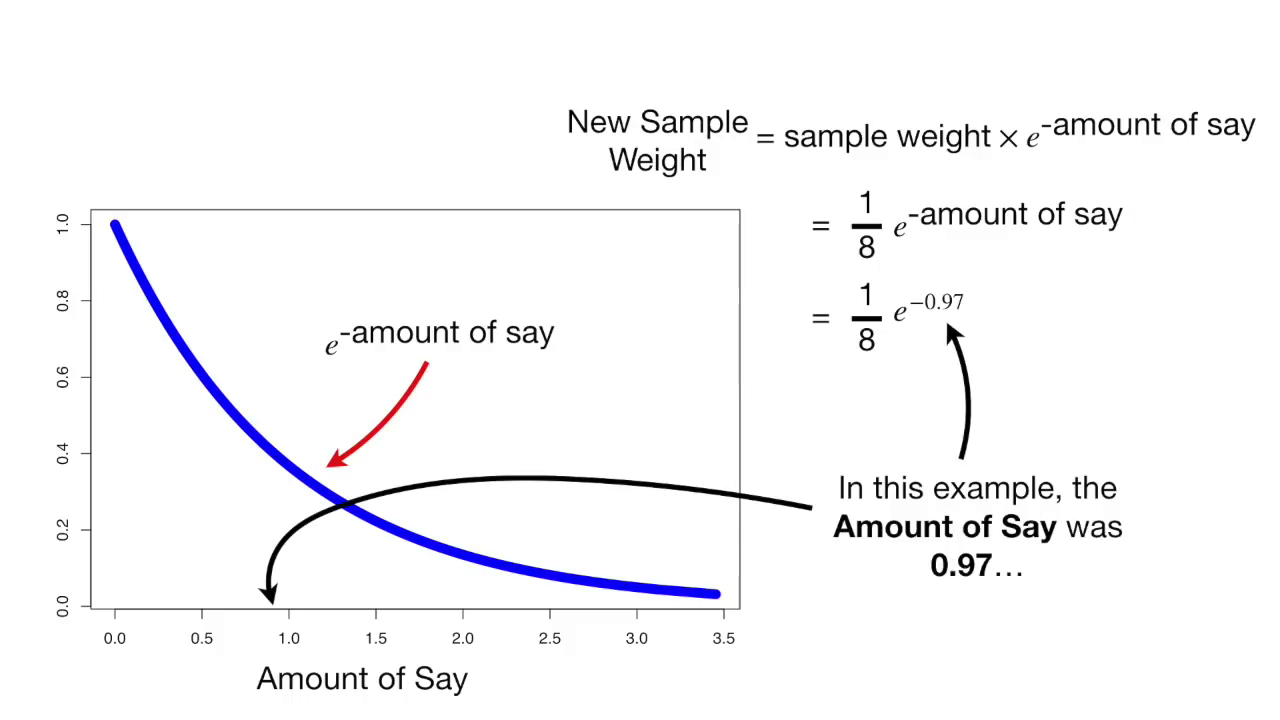 New Sample
Weight
= sample weight × e^-amount of say
= 1/8 e^-amount of say
= 1/8 e^−0.97
e^-amount of say
In this example, the
Amount of Say was
0.97…
1.0
0.8
0.6
0.4
0.2
0.0
0.0 0.5 1.0 1.5 2.0 2.5 3.0 3.5
Amount of Say